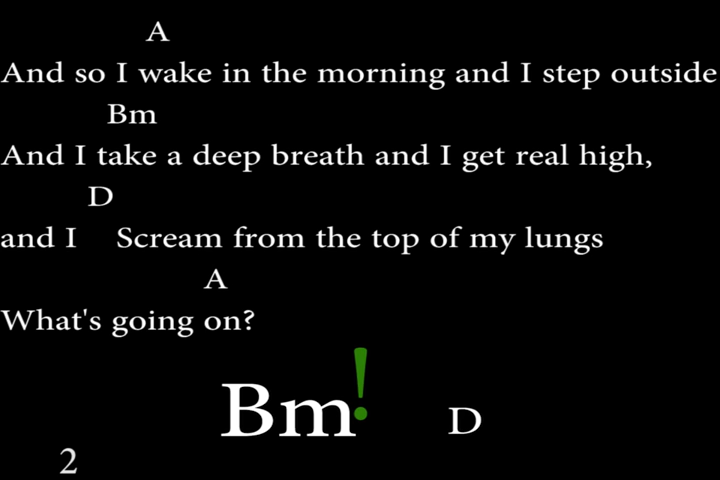 A
And so I wake in the morning and I step outside
Bm
And I take a deep breath and I get real high,
D
and I Scream from the top of my lungs
A
What's going on?
Bm! D
2